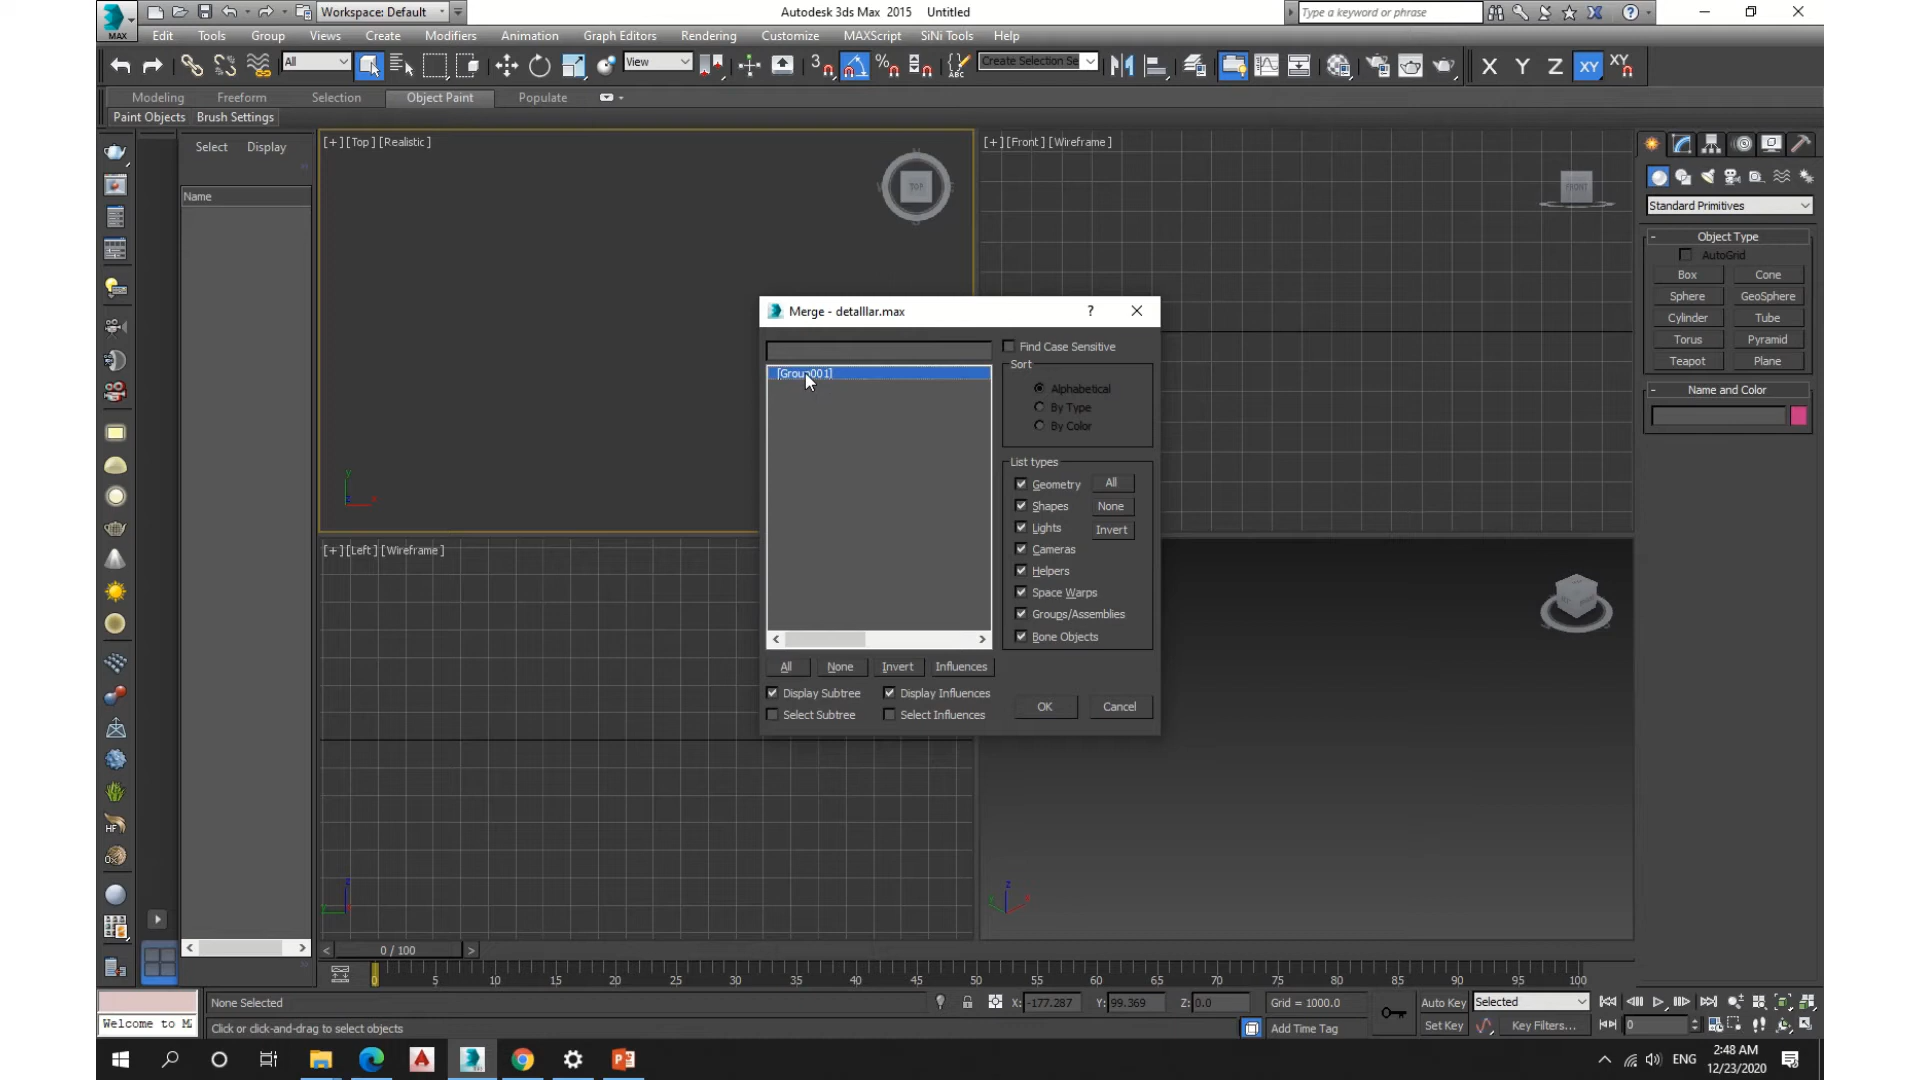 Workspace: Default
Autodesk 3ds Max 2015 Untitled
Type a keyword or phrase
MAX
Edit Tools Group Views Create Modifiers Animation Graph Editors Rendering Customize MAXScript SiNi Tools Help
All
View
3
Create Selection Se
X Y Z XY XY
Modeling Freeform Selection Object Paint Populate
Paint Objects Brush Settings
Select Display
Name
[+] [Top] [Realistic]
TOP
[+] [Front] [Wireframe]
FRONT
[+] [Left] [Wireframe]
Standard Primitives
Object Type
AutoGrid
Box Cone
Sphere GeoSphere
Cylinder Tube
Torus Pyramid
Teapot Plane
Name and Color
Merge - detalllar.max
?
[Group001]
Find Case Sensitive
Sort
Alphabetical
By Type
By Color
List types
Geometry All
Shapes None
Lights Invert
Cameras
Helpers
Space Warps
Groups/Assemblies
Bone Objects
All None Invert Influences
Display Subtree Display Influences
Select Subtree Select Influences
OK Cancel
HF
0 / 100
0 5 10 15 20 25 30 35 40 45 50 55 60 65 70 75 80 85 90 95 100
None Selected
X: -177.287 Y: 99.369 Z: 0.0 Grid = 1000.0
Auto Key Selected
Welcome to M
Click or click-and-drag to select objects
Add Time Tag
Set Key Key Filters... 0
ENG
2:48 AM
12/23/2020